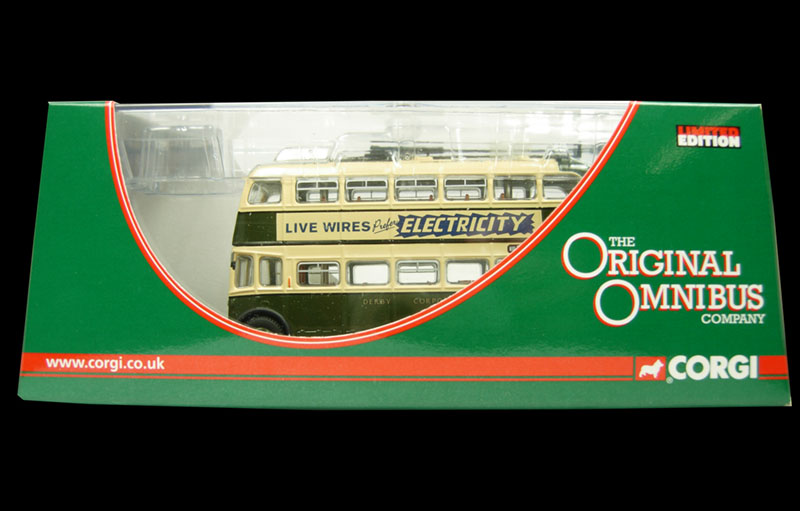 LIMITED
EDITION
LIVE WIRES Prefer ELECTRICITY
DERBY
THE
ORIGINAL
OMNIBUS
COMPANY
www.corgi.co.uk
CORGI